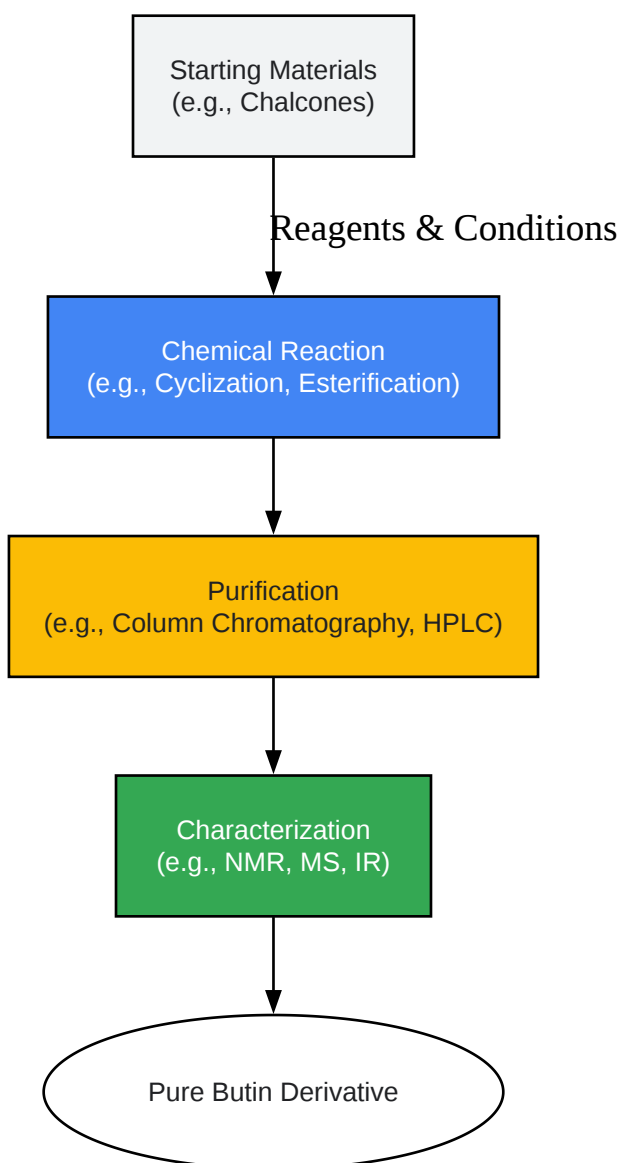 Starting Materials
(e.g., Chalcones)
Reagents & Conditions
Chemical Reaction
(e.g., Cyclization, Esterification)
Purification
(e.g., Column Chromatography, HPLC)
Characterization
(e.g., NMR, MS, IR)
Pure Butin Derivative